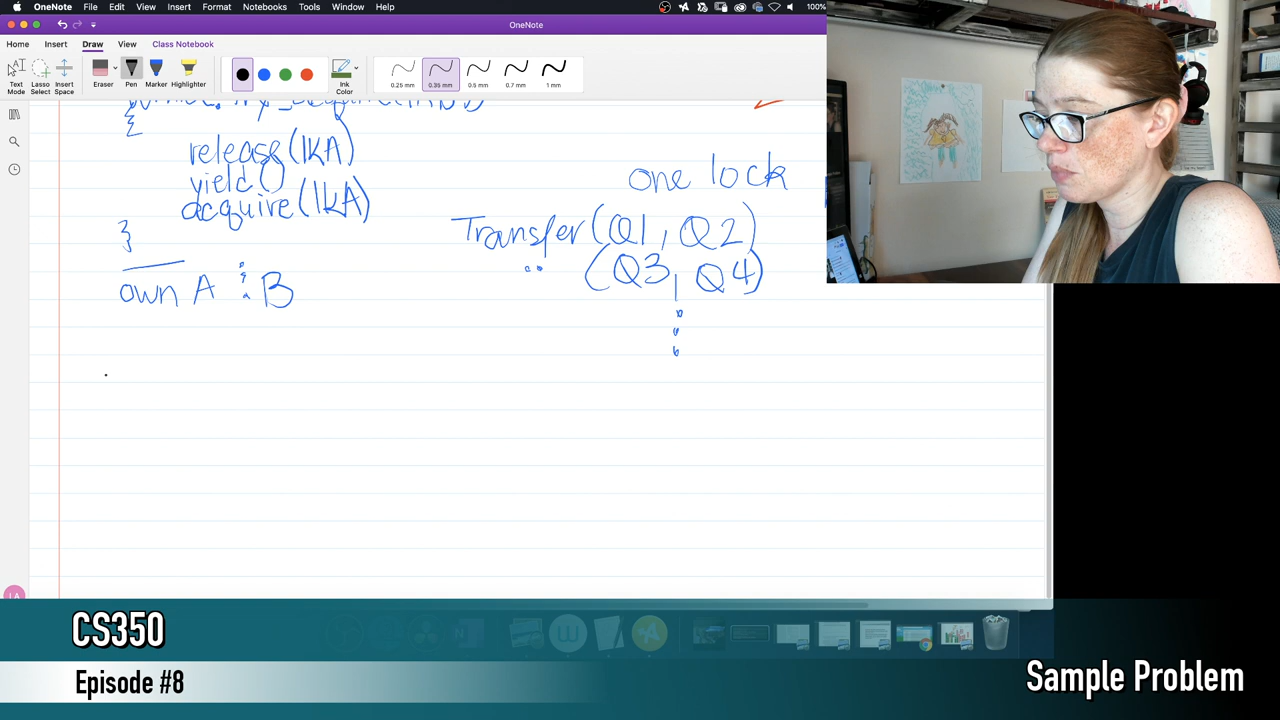 OneNote File Edit View Insert Format Notebooks Tools Window Help 100%
OneNote
Home Insert Draw View Class Notebook
Text Mode Lasso Select Insert Space Eraser Pen Marker Highlighter Ink Color 0.25 mm 0.35 mm 0.5 mm 0.7 mm 1 mm
{
release(lkA)
yield()
acquire(lkA)
}
own A & B
one lock
Transfer(Q1, Q2)
(Q3, Q4)
CS350
Episode #8
Sample Problem